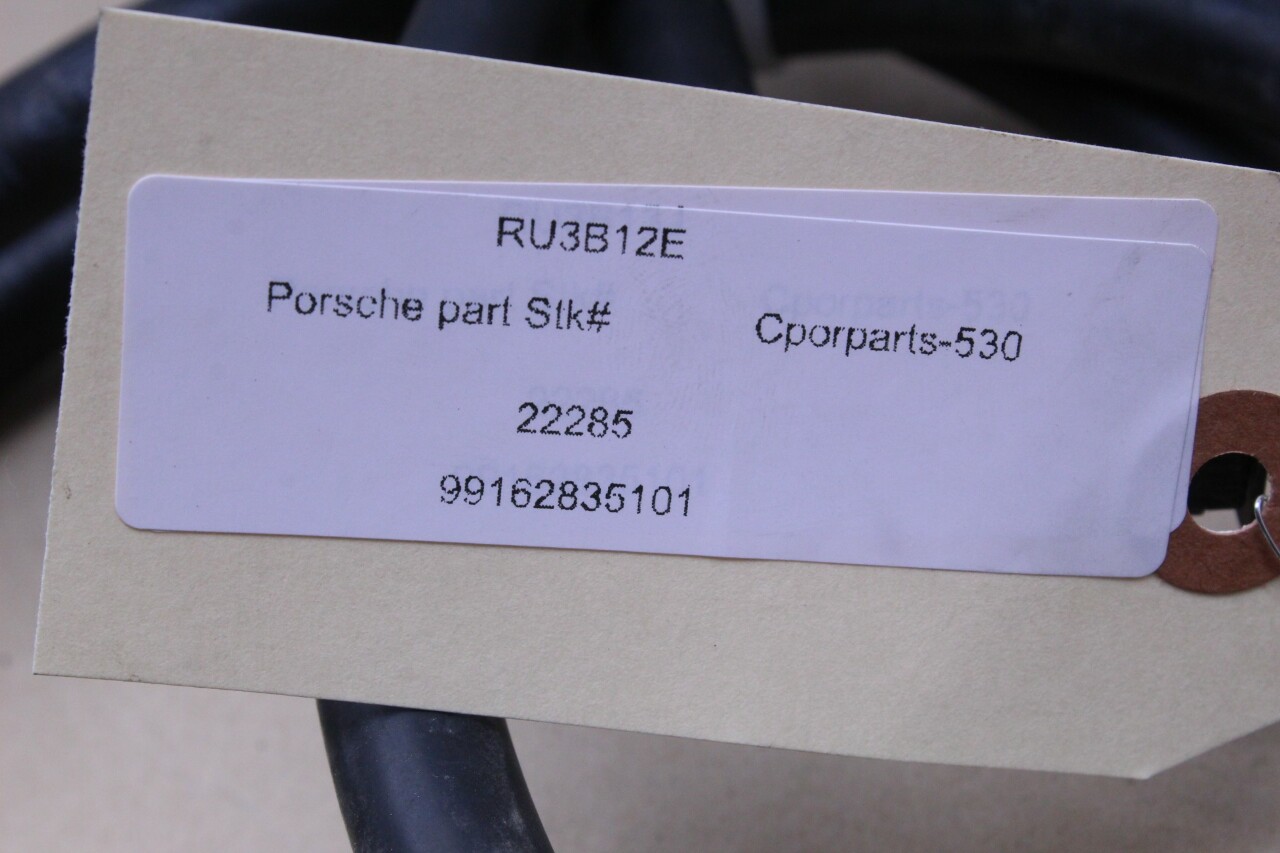 RU3B12E
Porsche part Stk# Cporparts-530
22285
99162835101